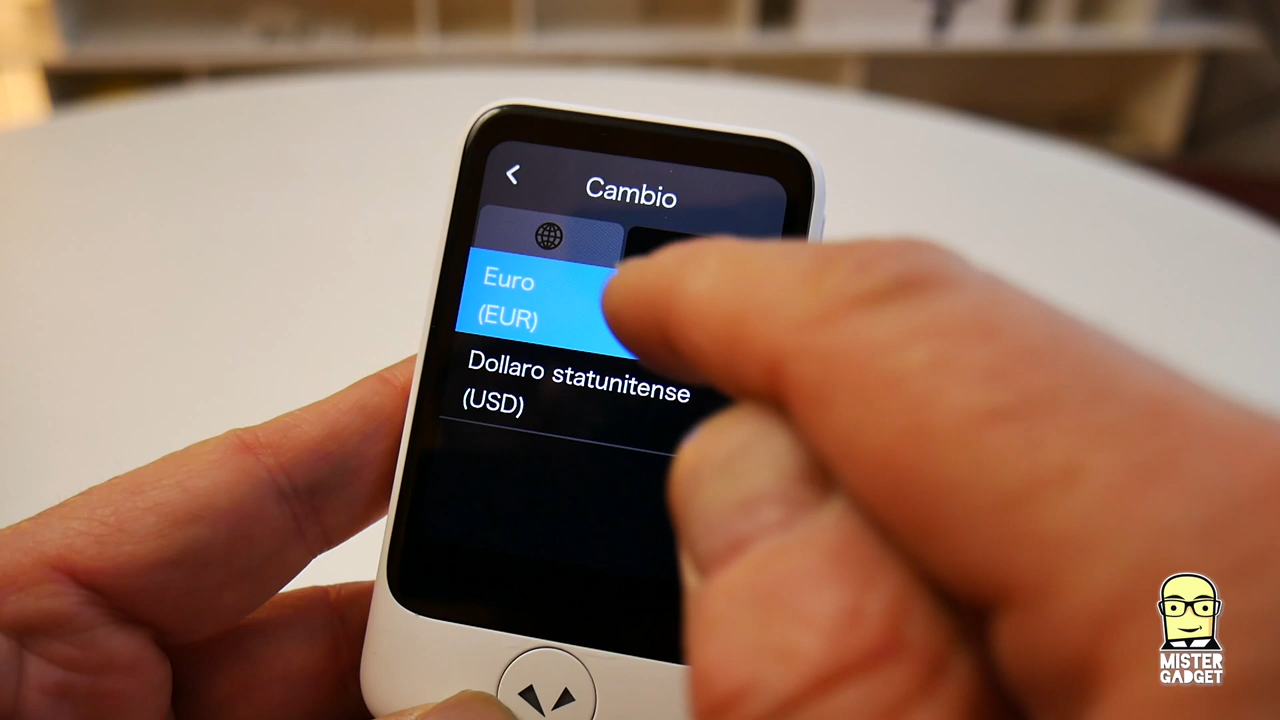 Cambio
Euro
(EUR)
Dollaro statunitense
(USD)
MISTER
GADGET